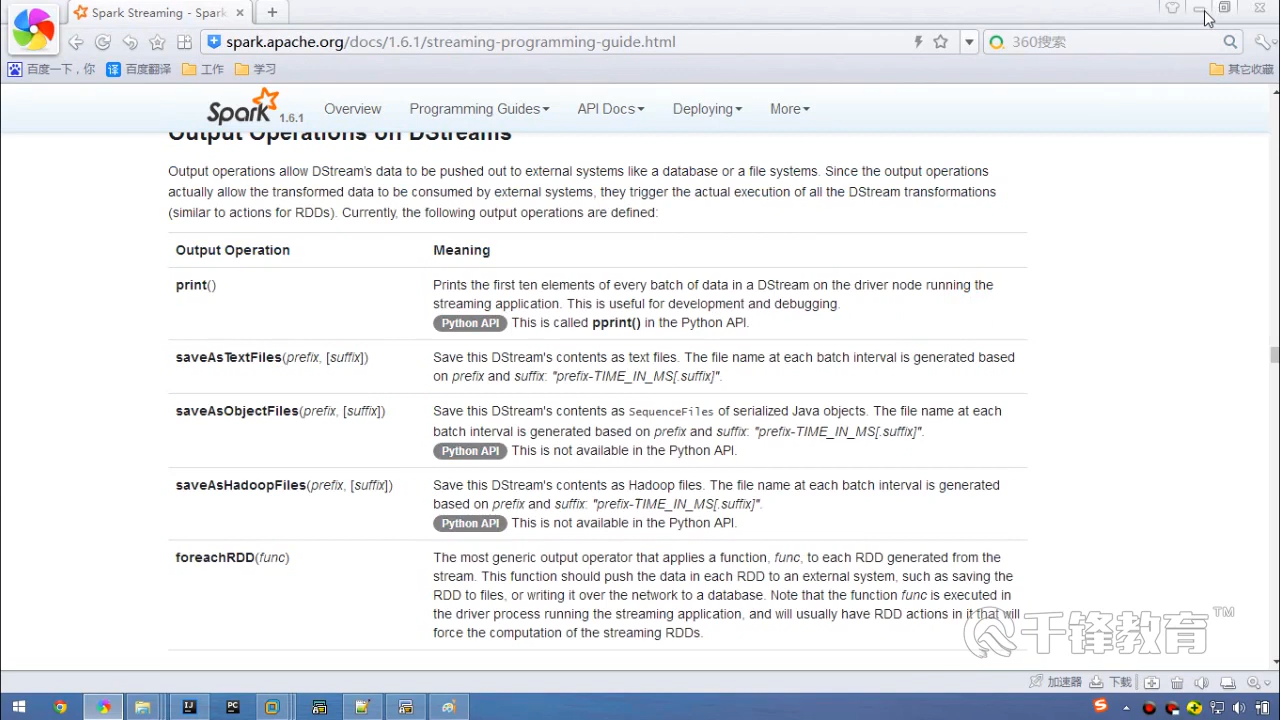 Spark Streaming - Spark
spark.apache.org/docs/1.6.1/streaming-programming-guide.html
360搜索
百度一下，你
百度翻译
工作
学习
其它收藏
Spark 1.6.1
Overview
Programming Guides
API Docs
Deploying
More
Output Operations on DStreams
Output operations allow DStream's data to be pushed out to external systems like a database or a file systems. Since the output operations
actually allow the transformed data to be consumed by external systems, they trigger the actual execution of all the DStream transformations
(similar to actions for RDDs). Currently, the following output operations are defined:
Output Operation
Meaning
print()
Prints the first ten elements of every batch of data in a DStream on the driver node running the
streaming application. This is useful for development and debugging.
Python API This is called pprint() in the Python API.
saveAsTextFiles(prefix, [suffix])
Save this DStream's contents as text files. The file name at each batch interval is generated based
on prefix and suffix: "prefix-TIME_IN_MS[.suffix]".
saveAsObjectFiles(prefix, [suffix])
Save this DStream's contents as SequenceFiles of serialized Java objects. The file name at each
batch interval is generated based on prefix and suffix: "prefix-TIME_IN_MS[.suffix]".
Python API This is not available in the Python API.
saveAsHadoopFiles(prefix, [suffix])
Save this DStream's contents as Hadoop files. The file name at each batch interval is generated
based on prefix and suffix: "prefix-TIME_IN_MS[.suffix]".
Python API This is not available in the Python API.
foreachRDD(func)
The most generic output operator that applies a function, func, to each RDD generated from the
stream. This function should push the data in each RDD to an external system, such as saving the
RDD to files, or writing it over the network to a database. Note that the function func is executed in
the driver process running the streaming application, and will usually have RDD actions in it that will
force the computation of the streaming RDDs.
千锋教育™
加速器
下载